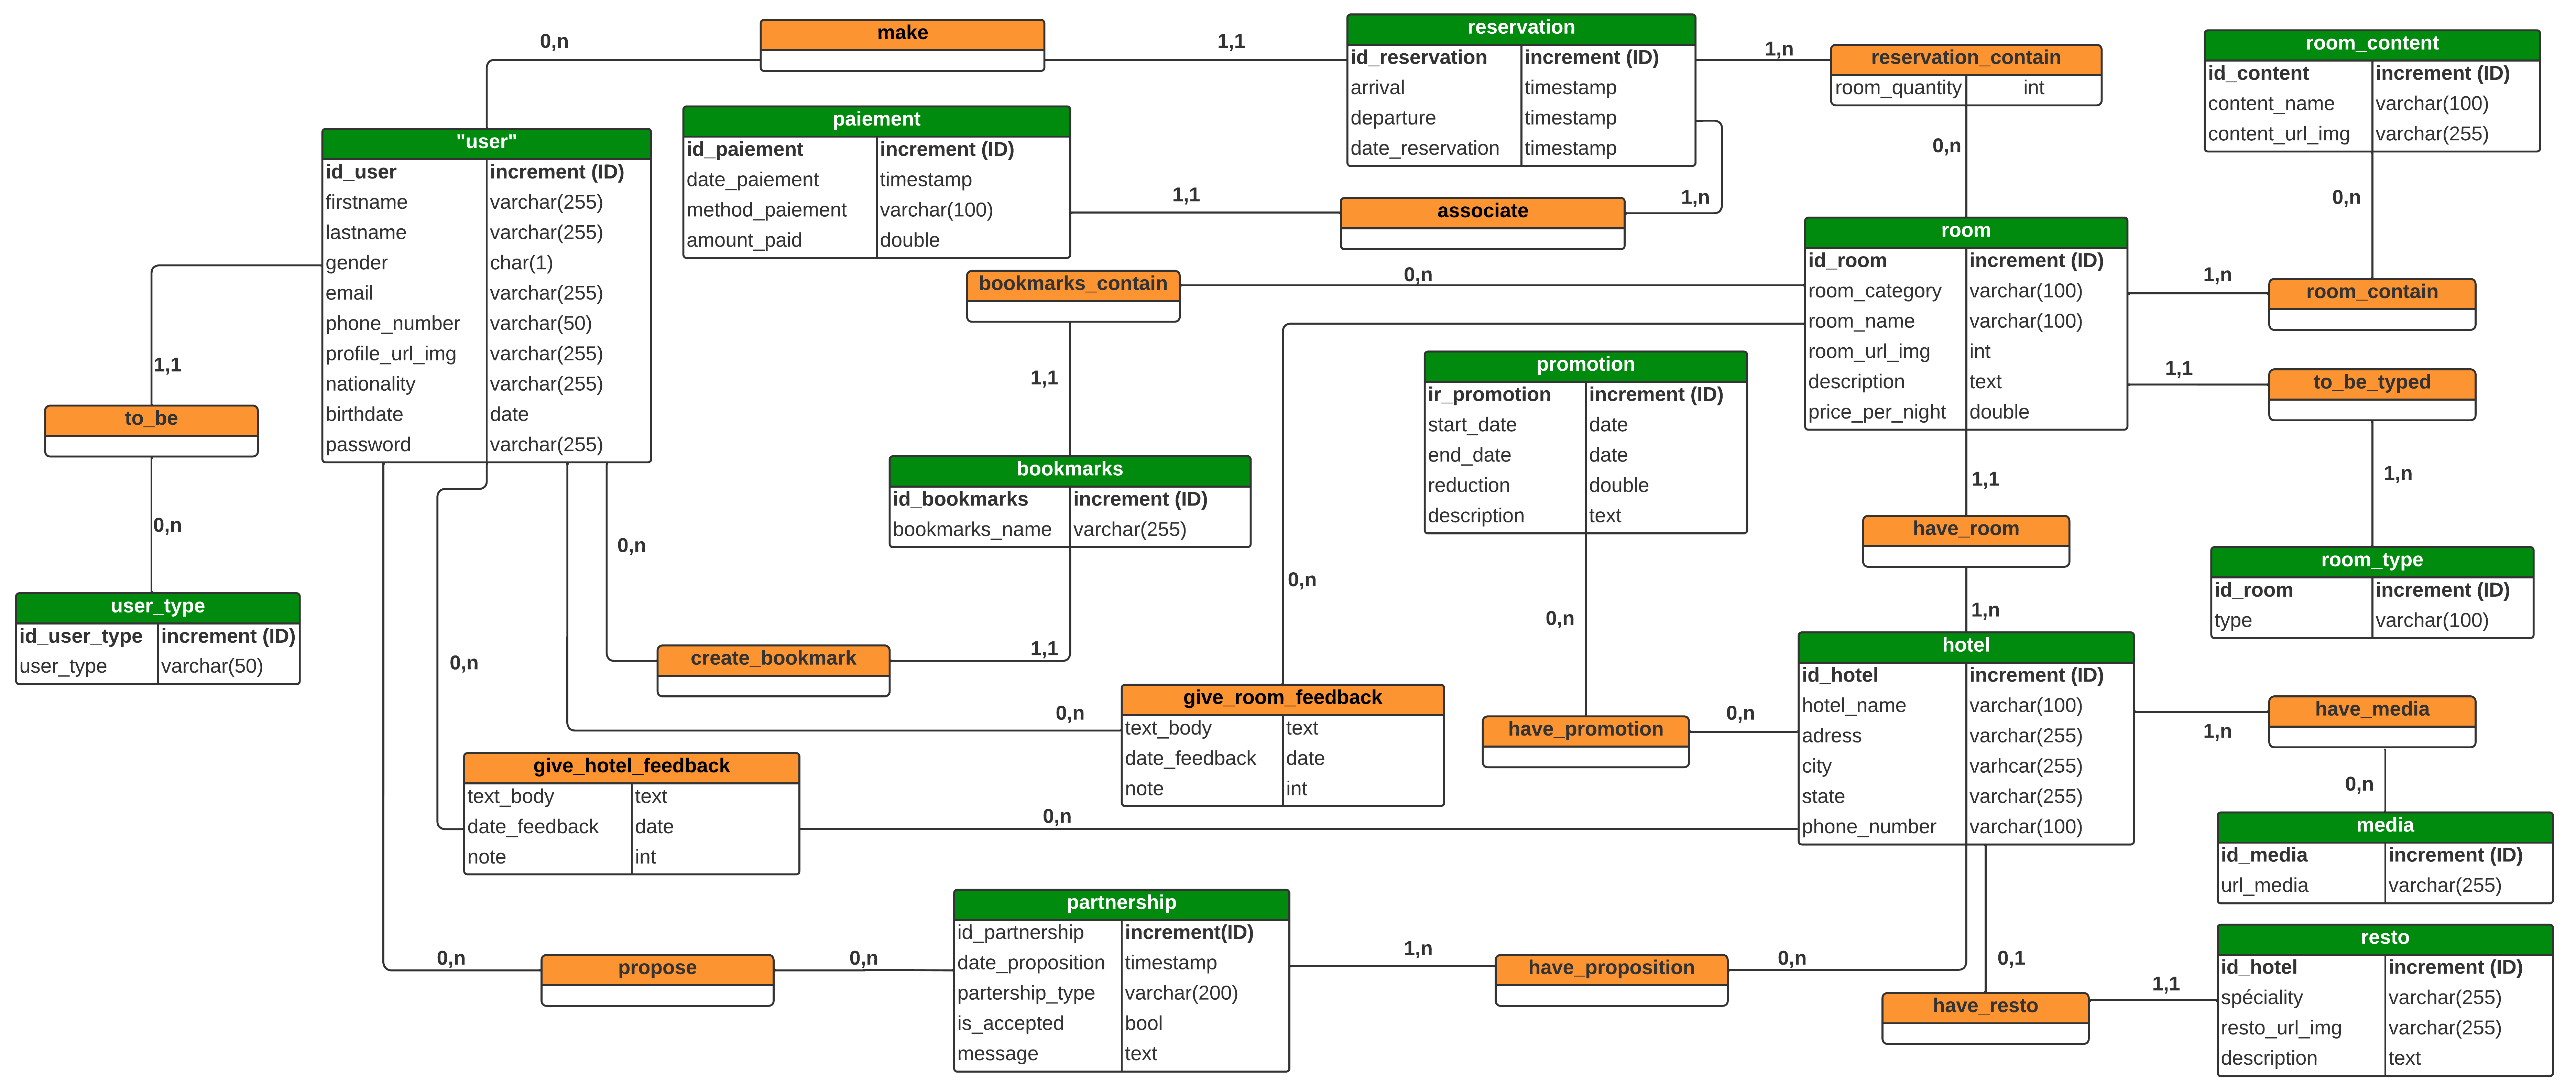 make
0,n
1,1
reservation
id_reservation increment (ID)
arrival timestamp
departure timestamp
date_reservation timestamp
1,n
reservation_contain
room_quantity int
0,n
room_content
id_content increment (ID)
content_name varchar(100)
content_url_img varchar(255)
0,n
"user"
id_user increment (ID)
firstname varchar(255)
lastname varchar(255)
gender char(1)
email varchar(255)
phone_number varchar(50)
profile_url_img varchar(255)
nationality varchar(255)
birthdate date
password varchar(255)
paiement
id_paiement increment (ID)
date_paiement timestamp
method_paiement varchar(100)
amount_paid double
1,1
associate
1,n
room
id_room increment (ID)
room_category varchar(100)
room_name varchar(100)
room_url_img int
description text
price_per_night double
1,n
room_contain
1,1
to_be_typed
1,n
bookmarks_contain
0,n
1,1
promotion
ir_promotion increment (ID)
start_date date
end_date date
reduction double
description text
1,1
to_be
0,n
user_type
id_user_type increment (ID)
user_type varchar(50)
bookmarks
id_bookmarks increment (ID)
bookmarks_name varchar(255)
1,1
have_room
1,n
room_type
id_room increment (ID)
type varchar(100)
0,n
0,n
0,n
0,n
create_bookmark
1,1
hotel
id_hotel increment (ID)
hotel_name varchar(100)
adress varchar(255)
city varhcar(255)
state varchar(255)
phone_number varchar(100)
give_room_feedback
text_body text
date_feedback date
note int
0,n
have_promotion
0,n
have_media
1,n
0,n
give_hotel_feedback
text_body text
date_feedback date
note int
0,n
media
id_media increment (ID)
url_media varchar(255)
partnership
id_partnership increment(ID)
date_proposition timestamp
partership_type varchar(200)
is_accepted bool
message text
0,n
propose
0,n
1,n
have_proposition
0,n
0,1
have_resto
1,1
resto
id_hotel increment (ID)
spéciality varchar(255)
resto_url_img varchar(255)
description text